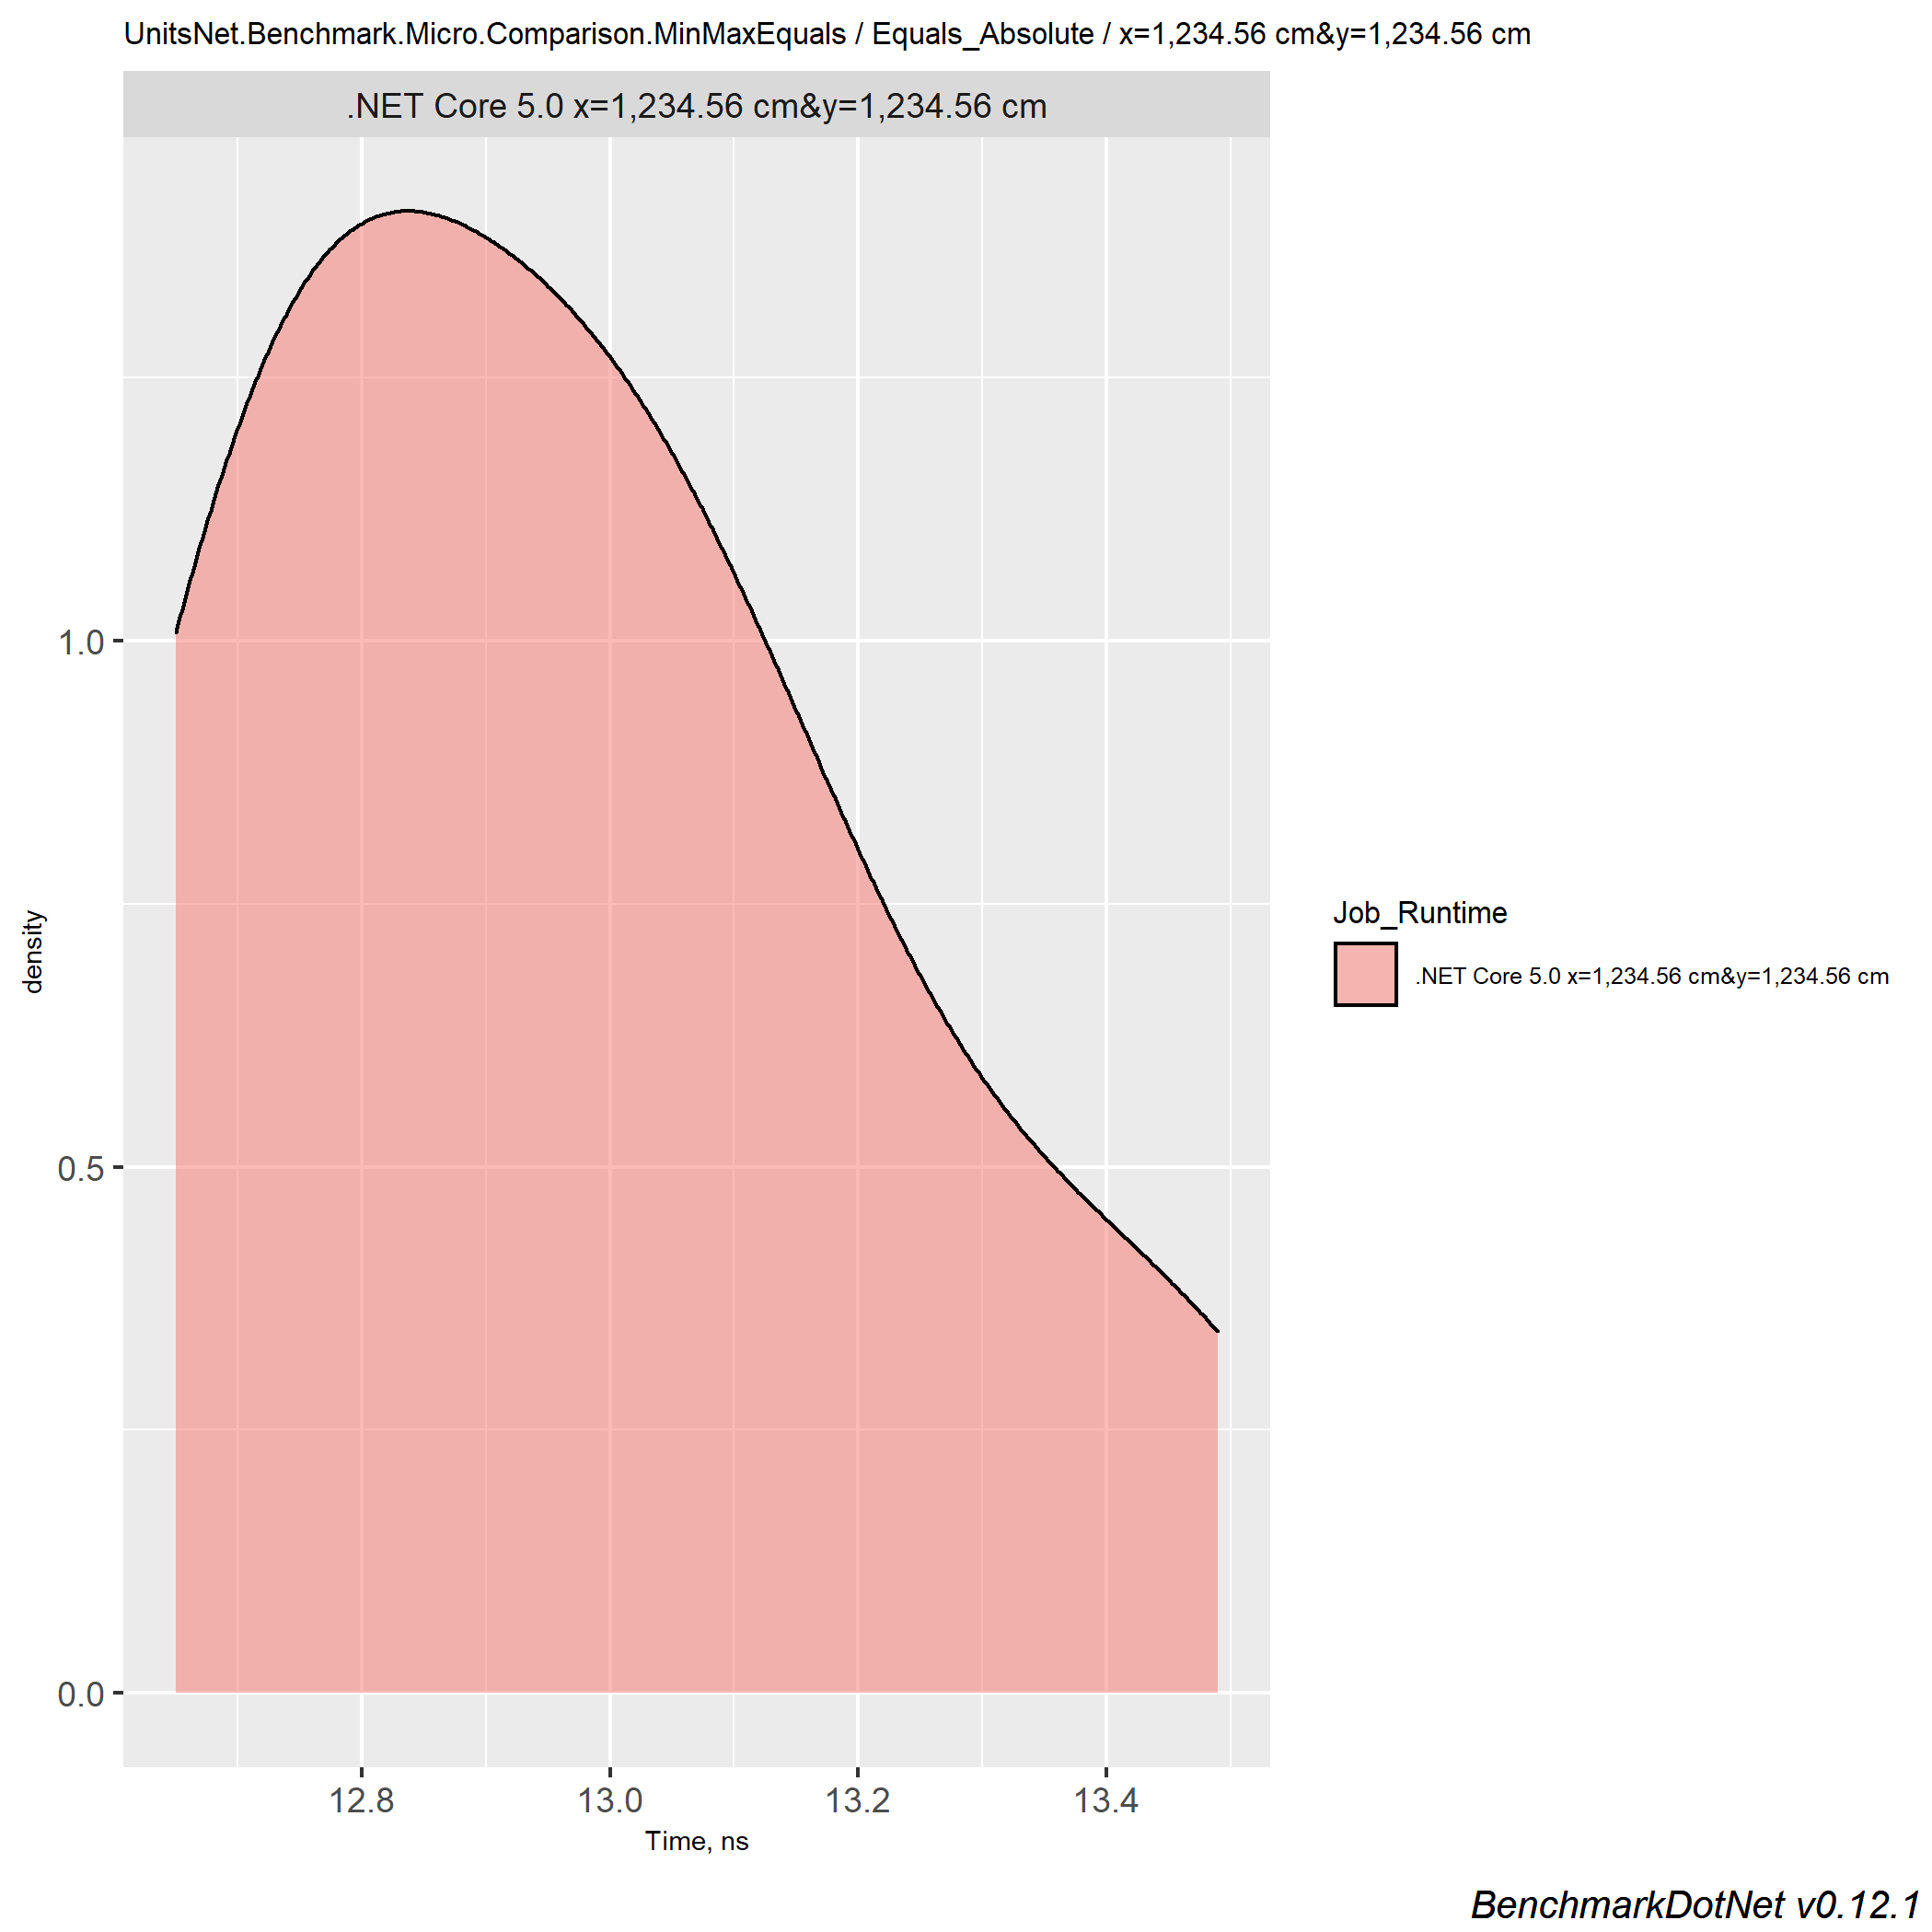 UnitsNet.Benchmark.Micro.Comparison.MinMaxEquals / Equals_Absolute / x=1,234.56 cm&y=1,234.56 cm
.NET Core 5.0 x=1,234.56 cm&y=1,234.56 cm
1.0
0.5
0.0
density
12.8 13.0 13.2 13.4
Time, ns
Job_Runtime
.NET Core 5.0 x=1,234.56 cm&y=1,234.56 cm
BenchmarkDotNet v0.12.1